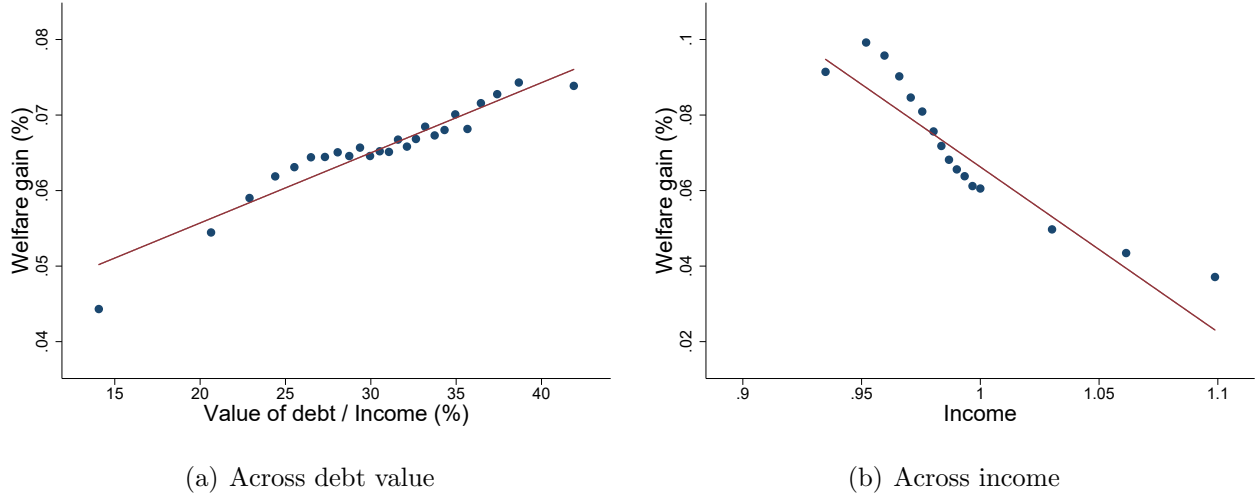 .08
.07
.06
.05
.04
Welfare gain (%)
15 20 25 30 35 40
Value of debt / Income (%)
(a) Across debt value
.1
.08
.06
.04
.02
Welfare gain (%)
.9 .95 1 1.05 1.1
Income
(b) Across income